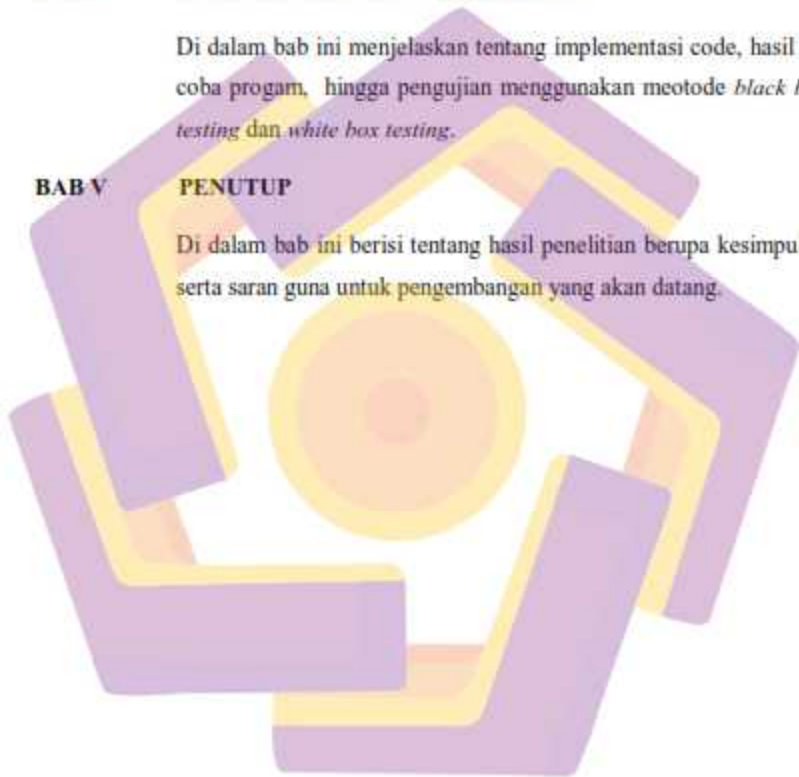 Di dalam bab ini menjelaskan tentang implementasi code, hasil
coba progam, hingga pengujian menggunakan meotode black
testing dan white box testing.
BAB V PENUTUP
Di dalam bab ini berisi tentang hasil penelitian berupa
serta saran guna untuk pengembangan yang akan datang.